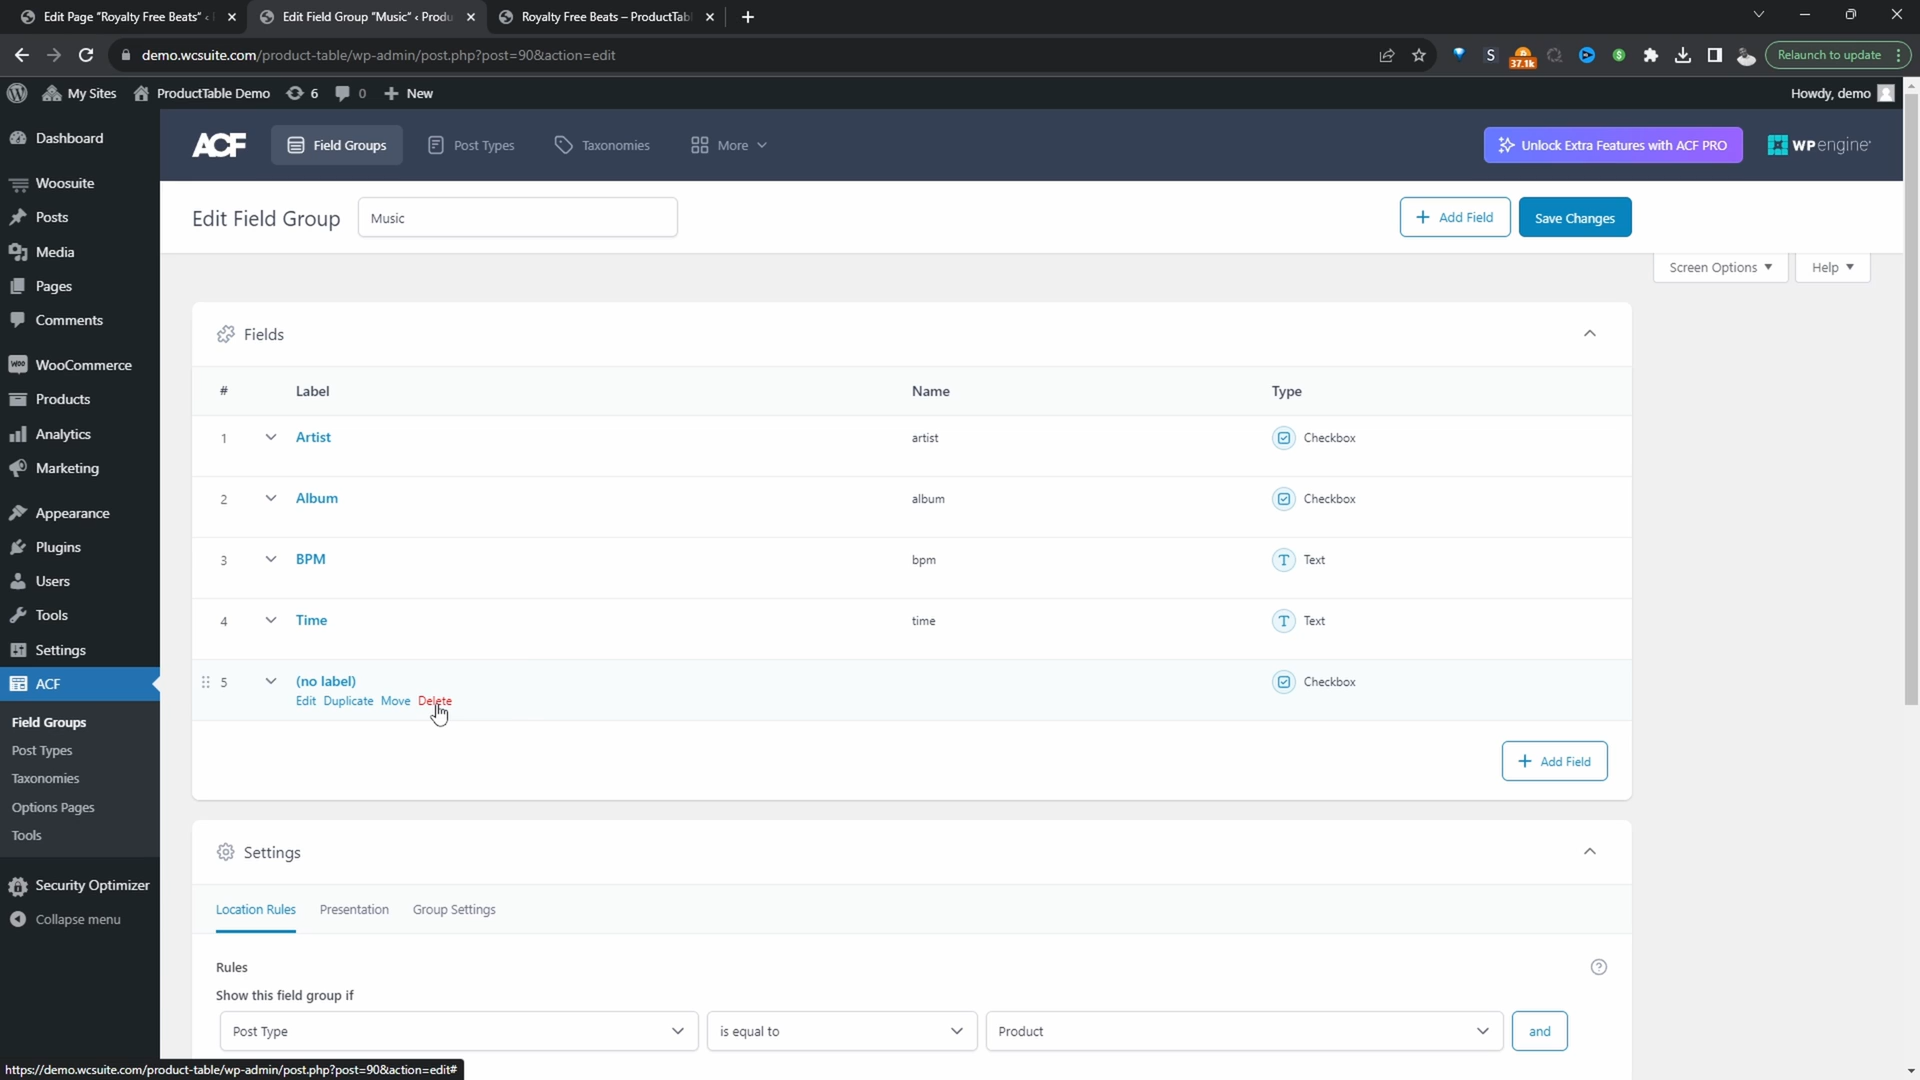 Edit Page "Royalty Free Beats" ‹
Edit Field Group "Music" ‹ Produ
Royalty Free Beats – ProductTabl
demo.wcsuite.com/product-table/wp-admin/post.php?post=90&action=edit
S
37.1k
Relaunch to update
My Sites
ProductTable Demo
6
0
New
Howdy, demo
Dashboard
Woosuite
Posts
Media
Pages
Comments
WooCommerce
Products
Analytics
Marketing
Appearance
Plugins
Users
Tools
Settings
ACF
Field Groups
Post Types
Taxonomies
Options Pages
Tools
Security Optimizer
Collapse menu
ACF
Field Groups
Post Types
Taxonomies
More
Unlock Extra Features with ACF PRO
WP engine
Edit Field Group
Music
+ Add Field
Save Changes
Screen Options
Help
Fields
# Label Name Type
1 Artist artist Checkbox
2 Album album Checkbox
3 BPM bpm T Text
4 Time time T Text
5 (no label) Checkbox
Edit Duplicate Move Delete
+ Add Field
Settings
Location Rules Presentation Group Settings
Rules
?
Show this field group if
Post Type is equal to Product and
https://demo.wcsuite.com/product-table/wp-admin/post.php?post=90&action=edit#